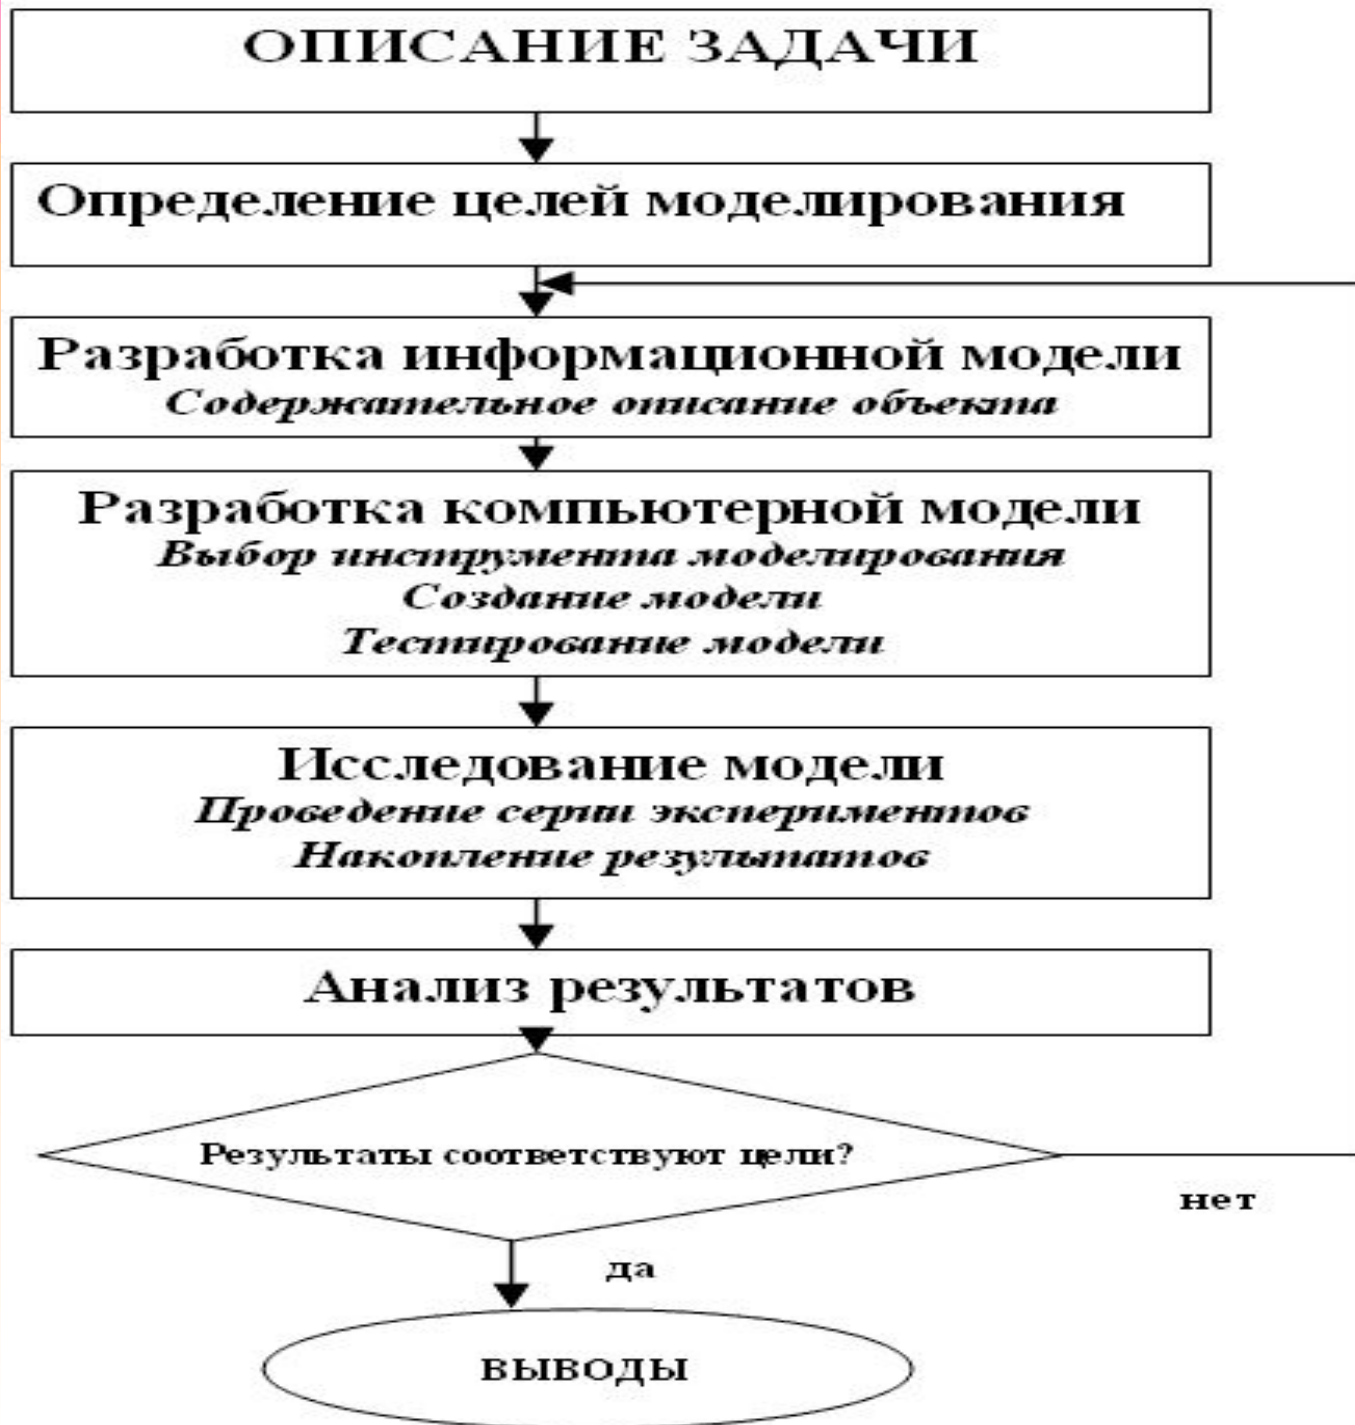 ОПИСАНИЕ ЗАДАЧИ
Определение целей моделирования
Разработка информационной модели
Содержательное описание объекта
Разработка компьютерной модели
Выбор инструмента моделирования
Создание модели
Тестирование модели
Исследование модели
Проведение серии экспериментов
Накопление результатов
Анализ результатов
Результаты соответствуют цели?
нет
да
ВЫВОДЫ